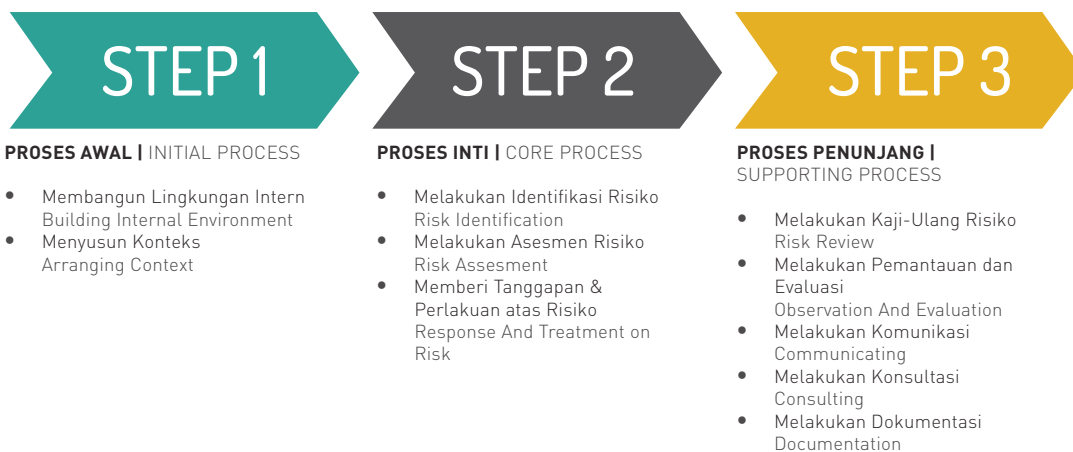 STEP 1
PROSES AWAL | INITIAL PROCESS
• Membangun Lingkungan Intern
Building Internal Environment
• Menyusun Konteks
Arranging Context
STEP 2
PROSES INTI | CORE PROCESS
• Melakukan Identifikasi Risiko
Risk Identification
• Melakukan Asesmen Risiko
Risk Assesment
• Memberi Tanggapan &
Perlakuan atas Risiko
Response And Treatment on
Risk
STEP 3
PROSES PENUNJANG |
SUPPORTING PROCESS
• Melakukan Kaji-Ulang Risiko
Risk Review
• Melakukan Pemantauan dan
Evaluasi
Observation And Evaluation
• Melakukan Komunikasi
Communicating
• Melakukan Konsultasi
Consulting
• Melakukan Dokumentasi
Documentation